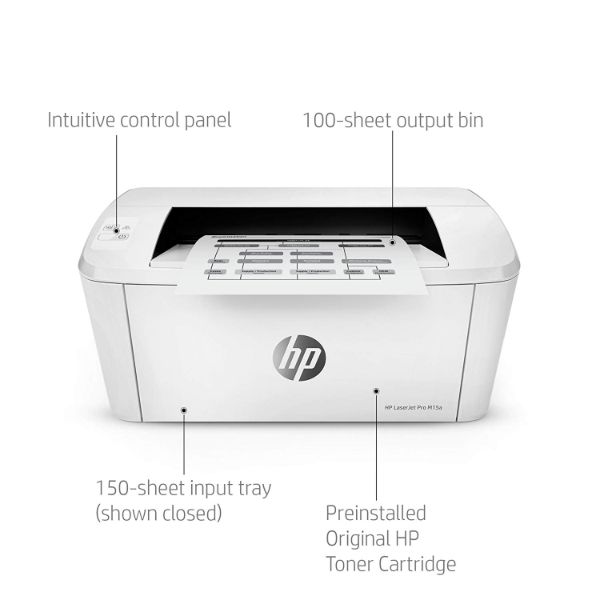 Intuitive control panel
100-sheet output bin
hp
HP LaserJet Pro M15a
150-sheet input tray
(shown closed)
Preinstalled
Original HP
Toner Cartridge